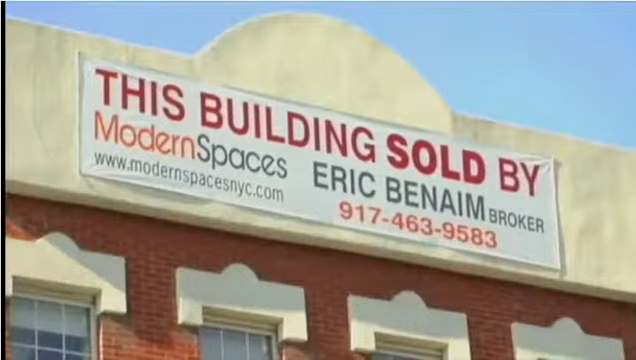 THIS BUILDING SOLD BY
ModernSpaces
www.modernspacesnyc.com
ERIC BENAIM BROKER
917-463-9583